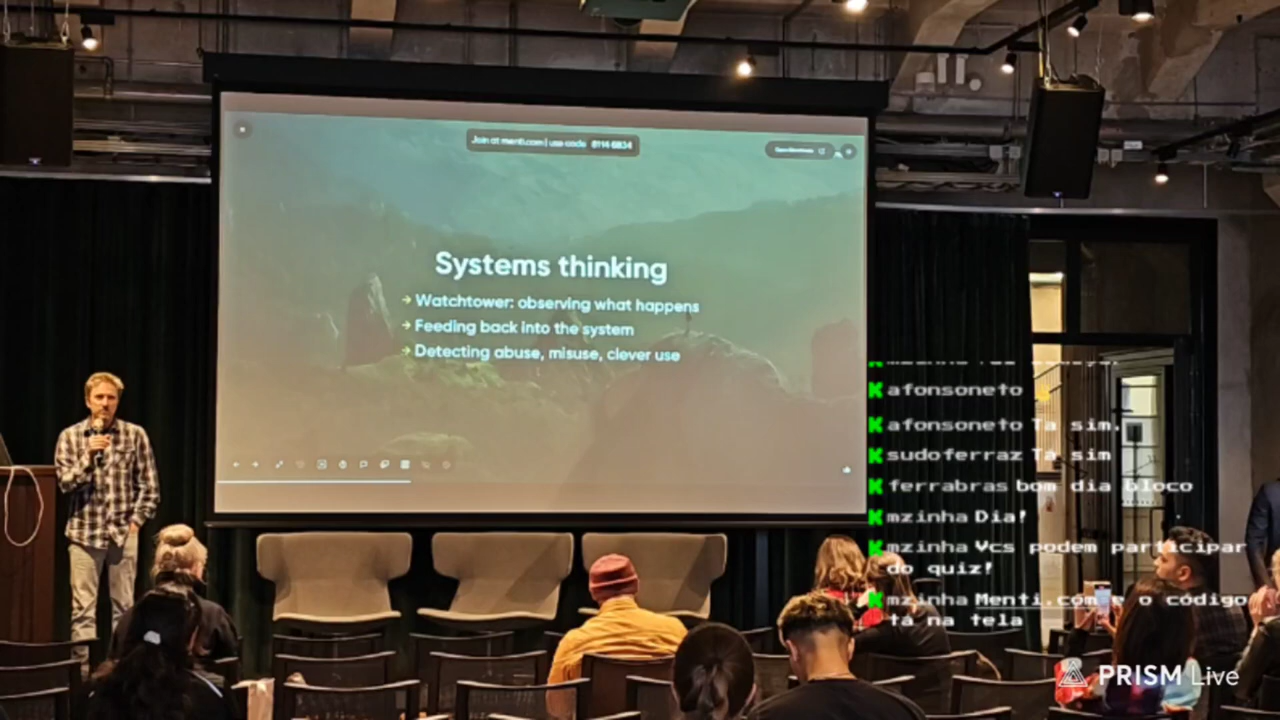 Join at menti.com | use code 8114 6834
Systems thinking
→ Watchtower: observing what happens
→ Feeding back into the system
→ Detecting abuse, misuse, clever use
afonsoneto
afonsoneto Ta sim.
sudoferraz Ta sim
ferrabras bom dia bloco
mzinha Dia!
mzinha Vcs podem participar
do quiz!
mzinha Menti.com e o código
tá na tela
PRISM Live